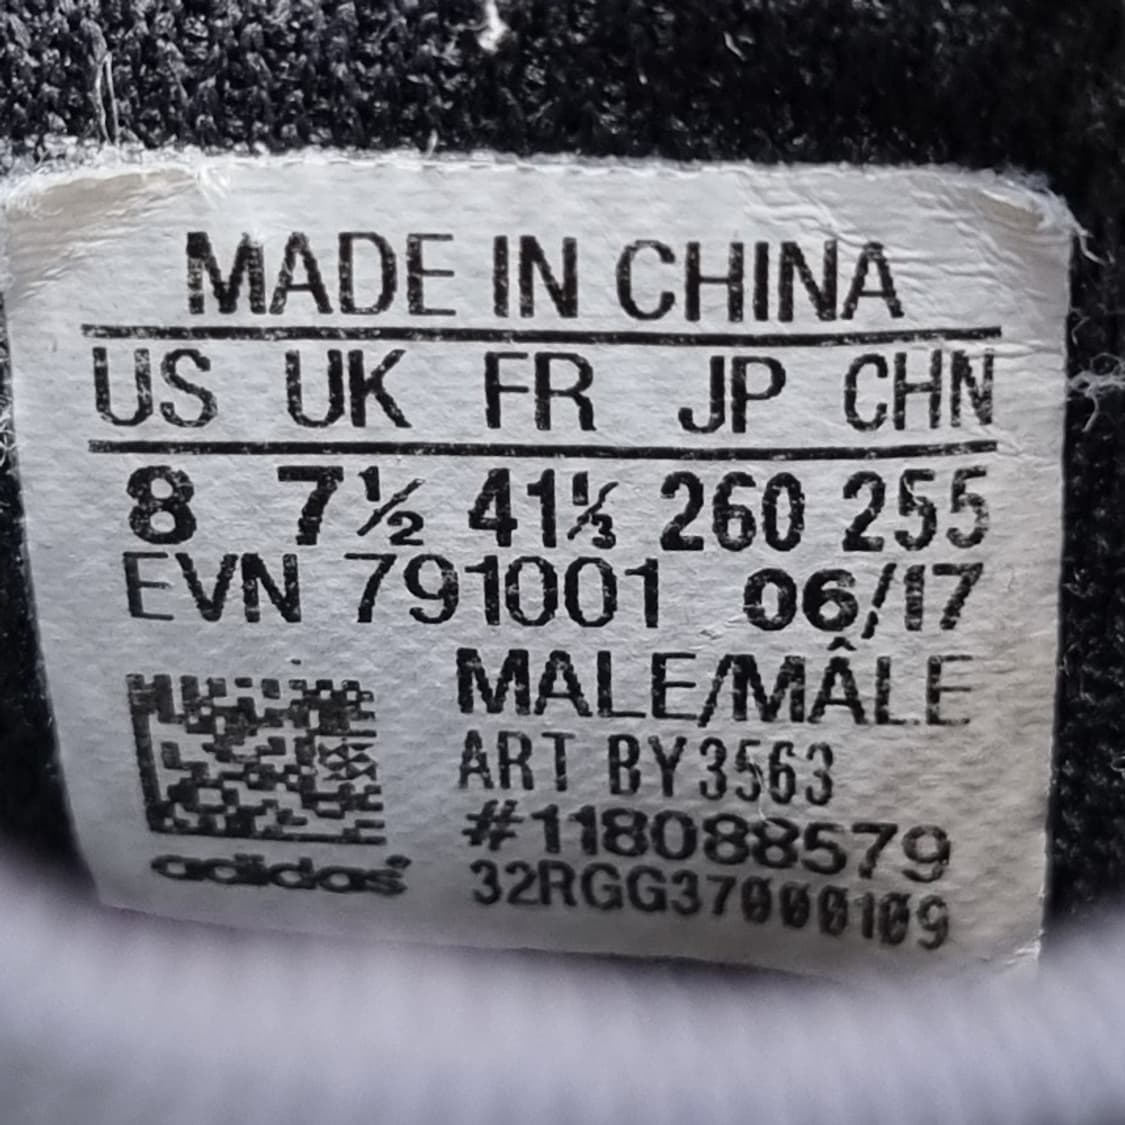 MADE IN CHINA
US UK FR JP CHN
8 7½ 41⅓ 260 255
EVN 791001 06/17
MALE/MÂLE
ART BY3563
#118088579
adidas
32RGG37000109